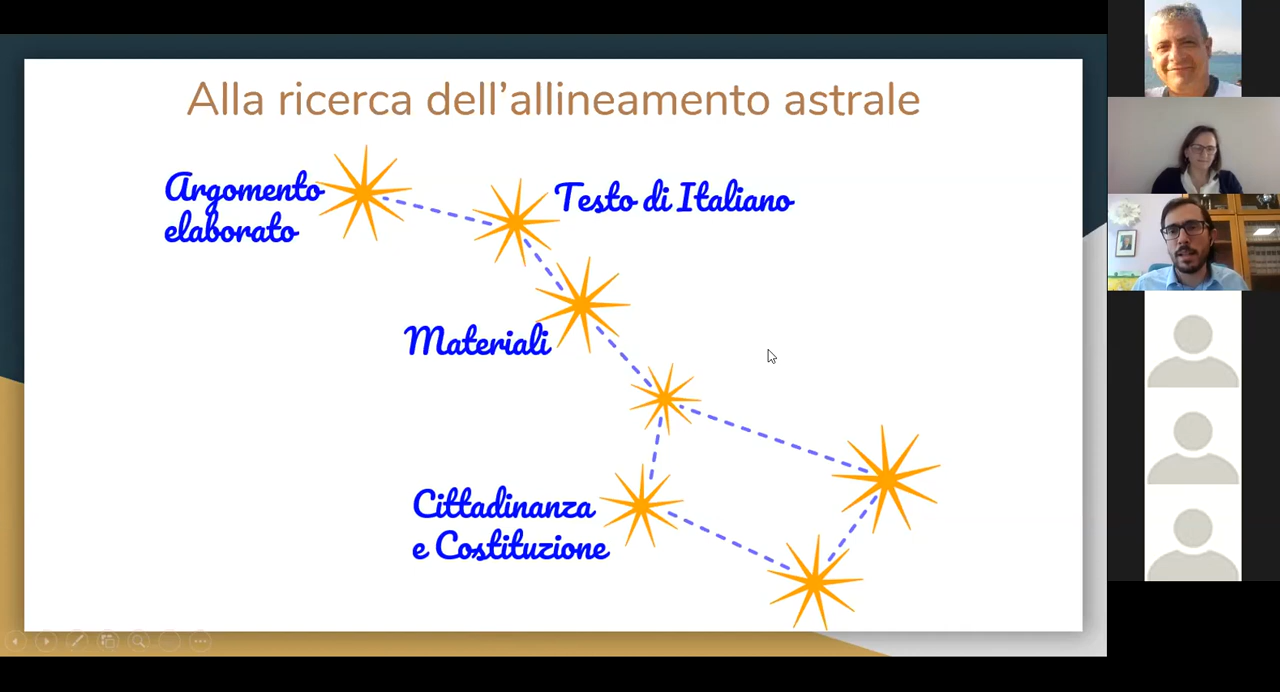 Alla ricerca dell’allineamento astrale
Argomento
elaborato
Testo di Italiano
Materiali
Cittadinanza
e Costituzione